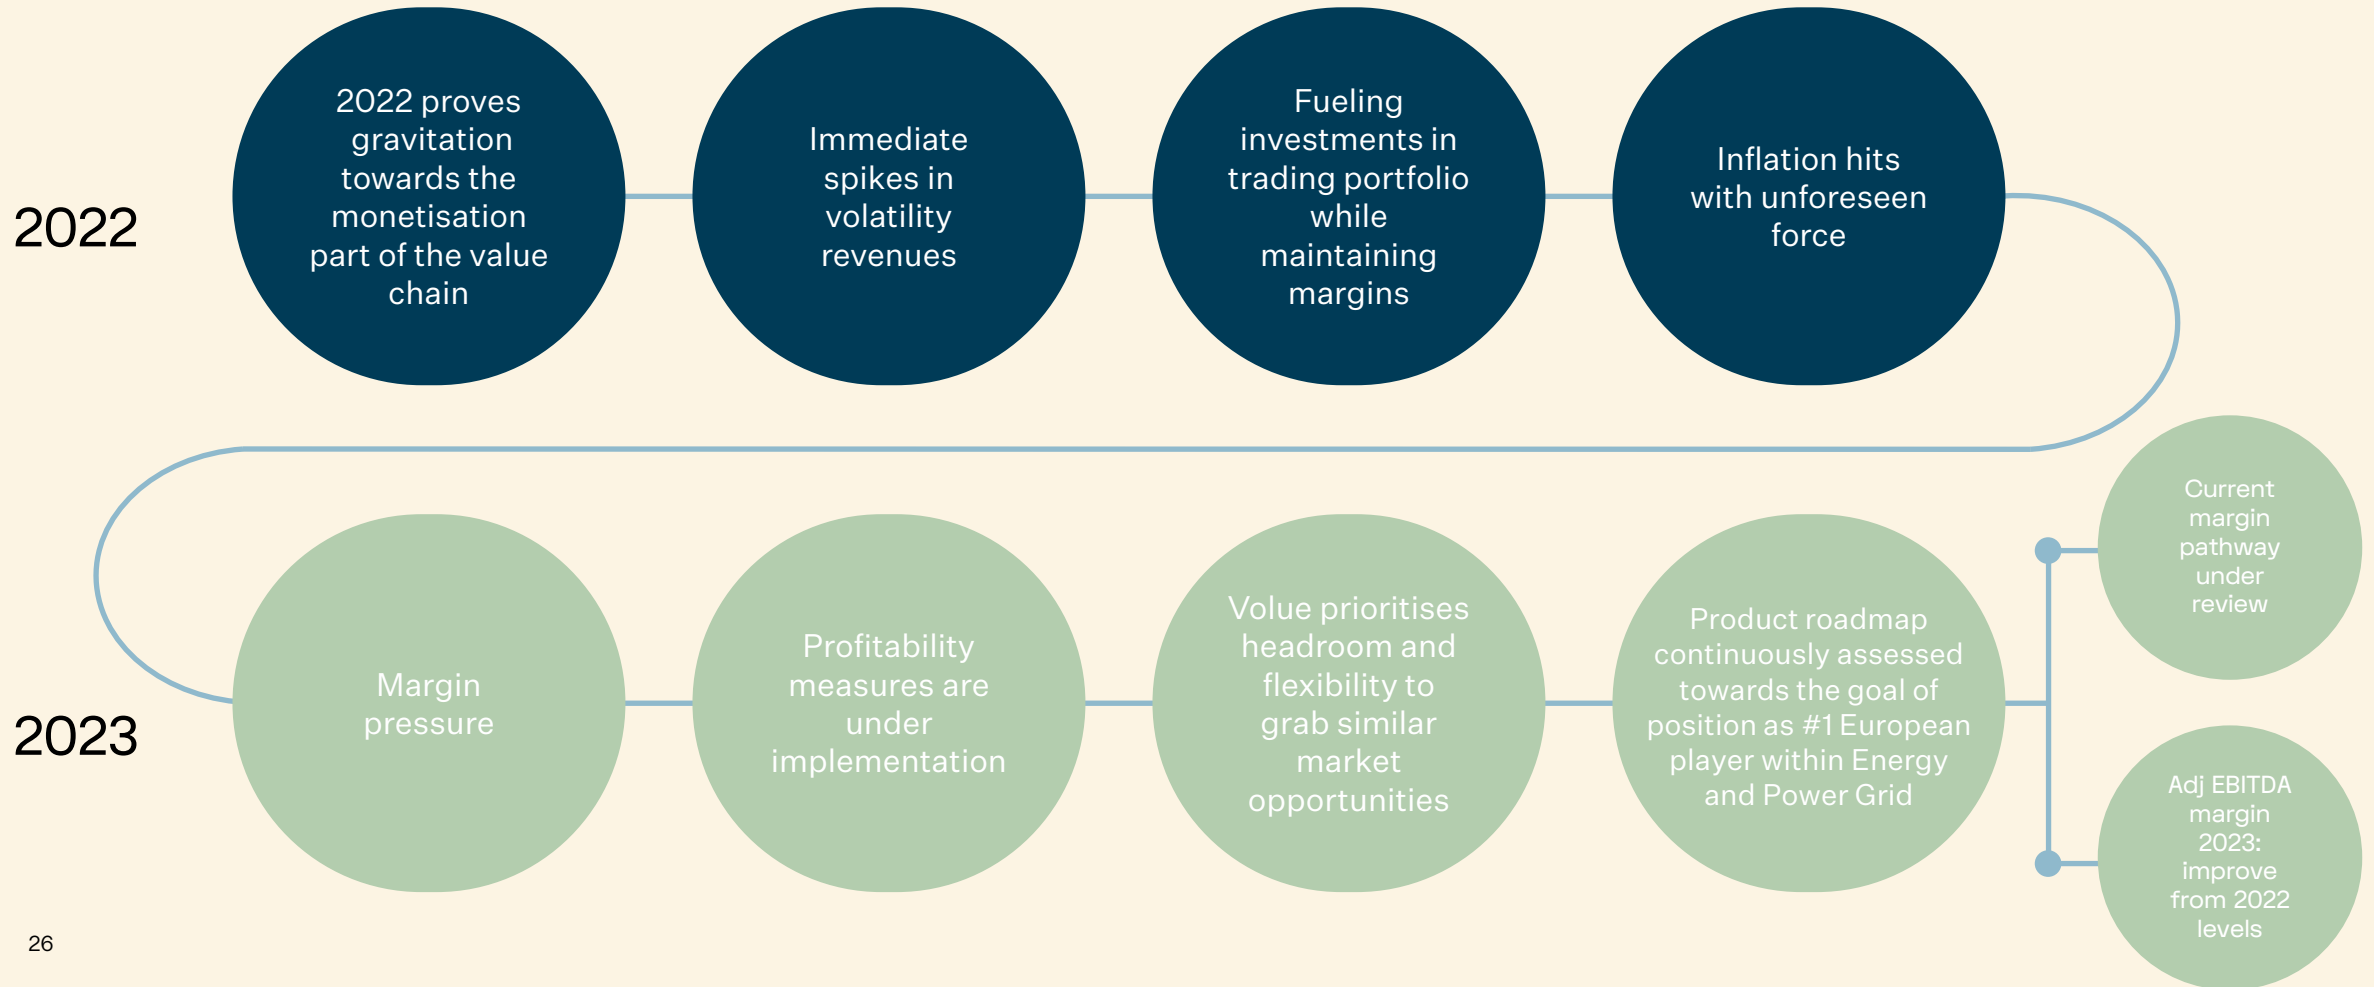 2022
2022 proves
gravitation
towards the
monetisation
part of the value
chain
Immediate
spikes in
volatility
revenues
Fueling
investments in
trading portfolio
while
maintaining
margins
Inflation hits
with unforeseen
force
2023
Margin
pressure
Profitability
measures are
under
implementation
Volue prioritises
headroom and
flexibility to
grab similar
market
opportunities
Product roadmap
continuously assessed
towards the goal of
position as #1 European
player within Energy
and Power Grid
Current
margin
pathway
under
review
Adj EBITDA
margin
2023:
improve
from 2022
levels
26